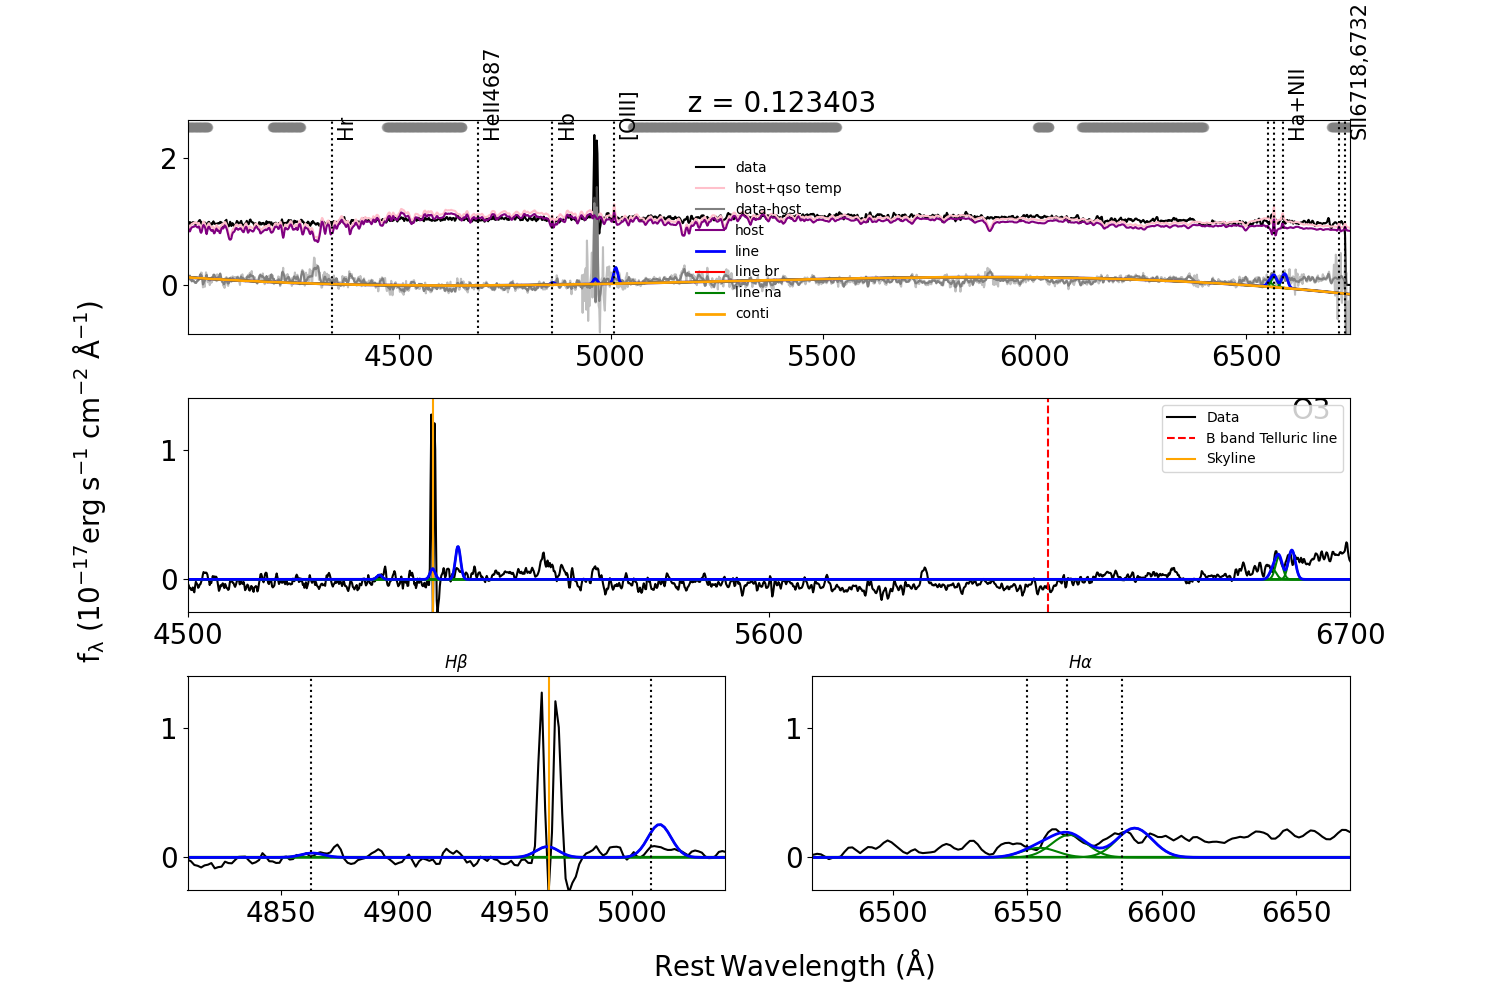 z = 0.123403
Hr
HeII4687
Hb
[OIII]
Ha+NII
SII6718,6732
data
host+qso temp
data-host
host
line
line br
line na
conti
2
0
4500
5000
5500
6000
6500
fλ (10⁻¹⁷erg s⁻¹ cm⁻² Å⁻¹)
O3
Data
B band Telluric line
Skyline
1
0
4500
5600
6700
Hβ
1
0
4850
4900
4950
5000
Hα
1
0
6500
6550
6600
6650
Rest Wavelength (Å)